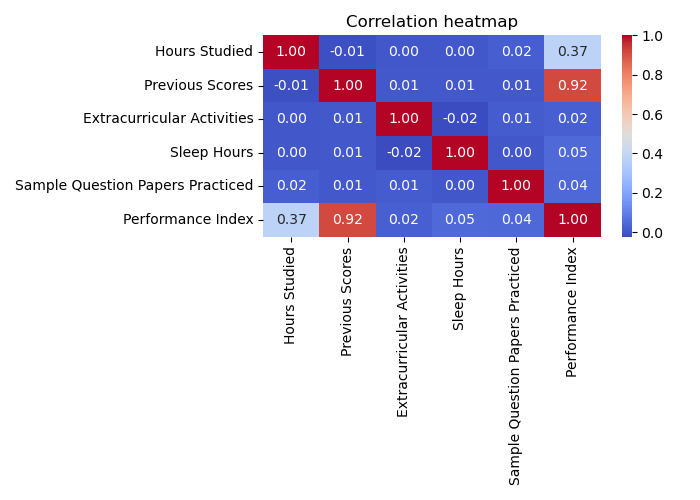 Correlation heatmap
Hours Studied 1.00 -0.01 0.00 0.00 0.02 0.37
Previous Scores -0.01 1.00 0.01 0.01 0.01 0.92
Extracurricular Activities 0.00 0.01 1.00 -0.02 0.01 0.02
Sleep Hours 0.00 0.01 -0.02 1.00 0.00 0.05
Sample Question Papers Practiced 0.02 0.01 0.01 0.00 1.00 0.04
Performance Index 0.37 0.92 0.02 0.05 0.04 1.00
Hours Studied
Previous Scores
Extracurricular Activities
Sleep Hours
Sample Question Papers Practiced
Performance Index
1.0
0.8
0.6
0.4
0.2
0.0